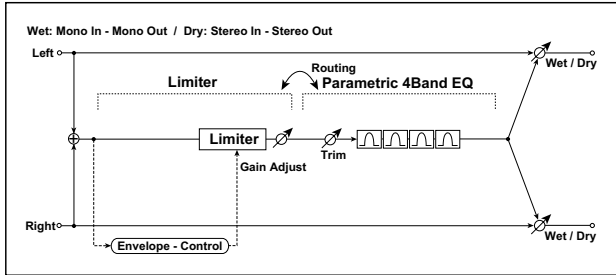 Wet: Mono In - Mono Out / Dry: Stereo In - Stereo Out
Left
Wet / Dry
Routing
Limiter
Parametric 4Band EQ
Limiter
Gain Adjust
Trim
Right
Wet / Dry
Envelope - Control